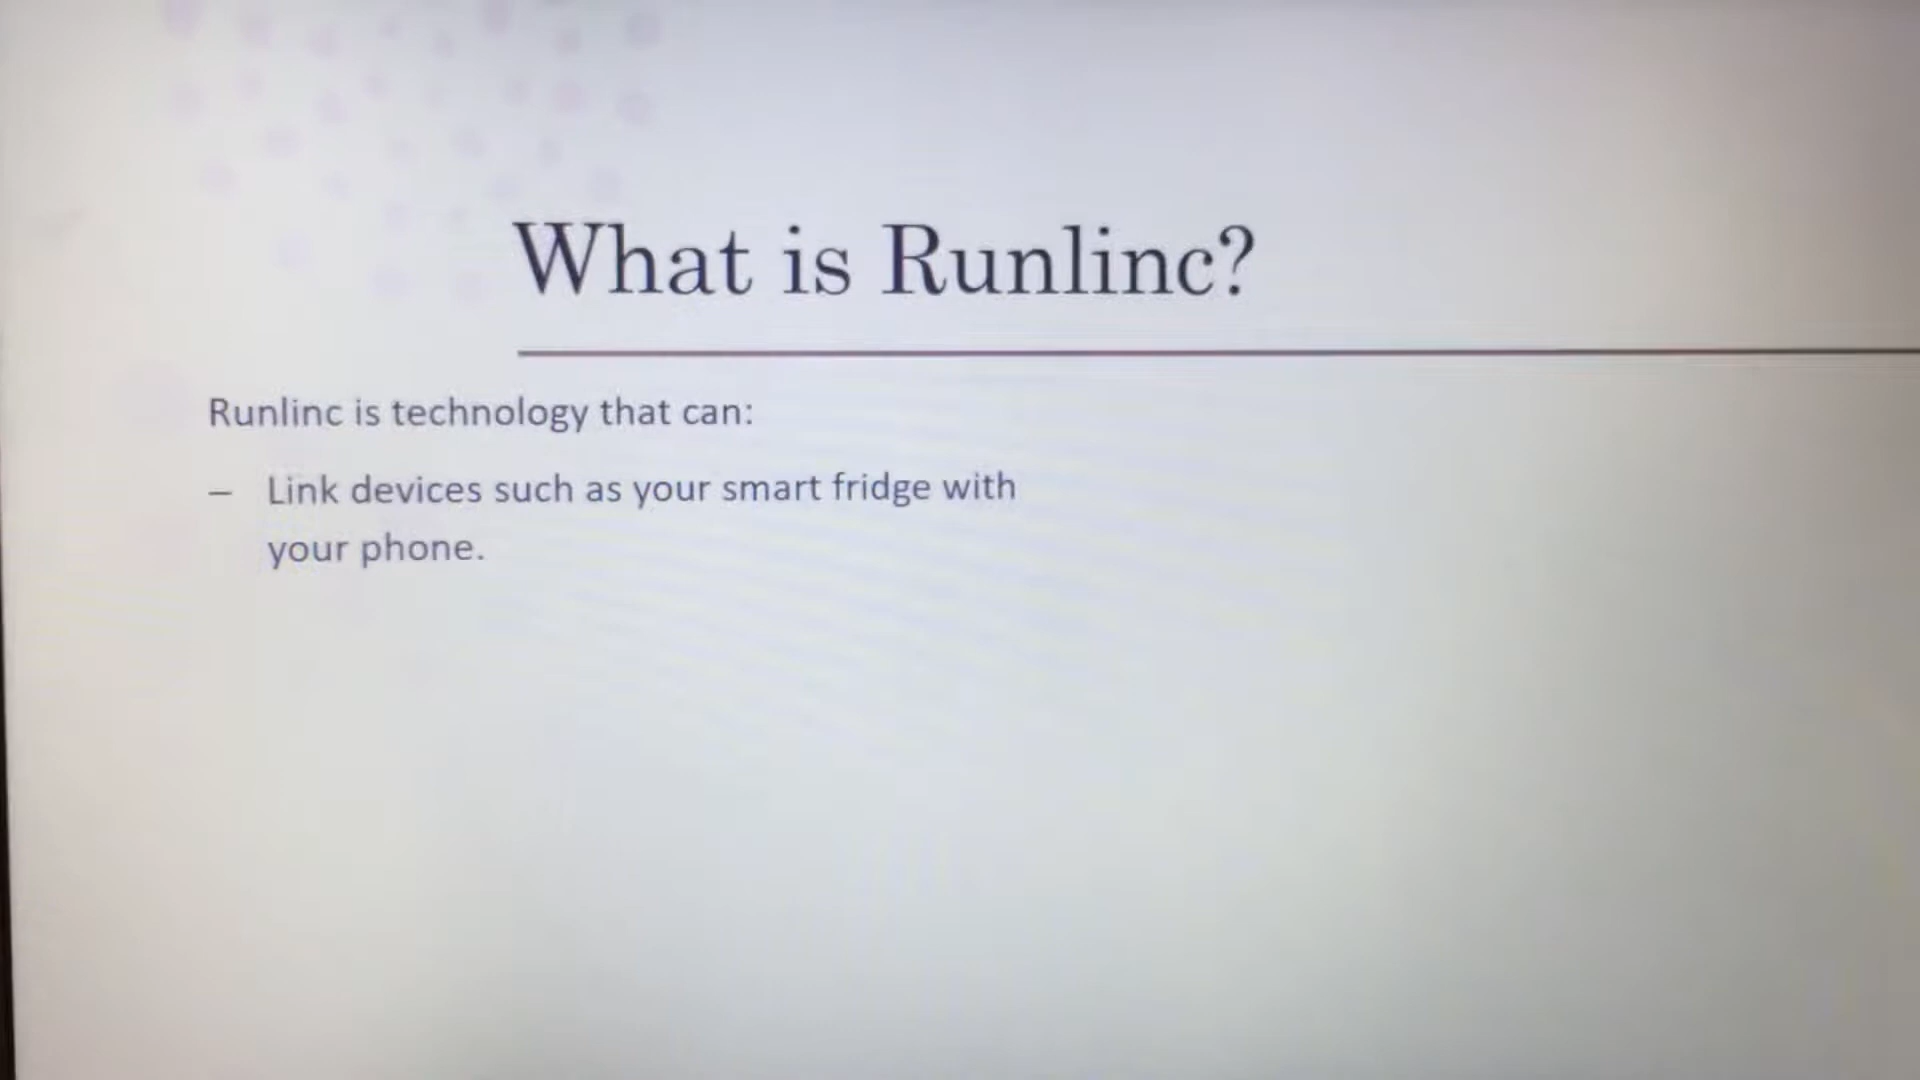 What is Runlinc?
Runlinc is technology that can:
– Link devices such as your smart fridge with
your phone.